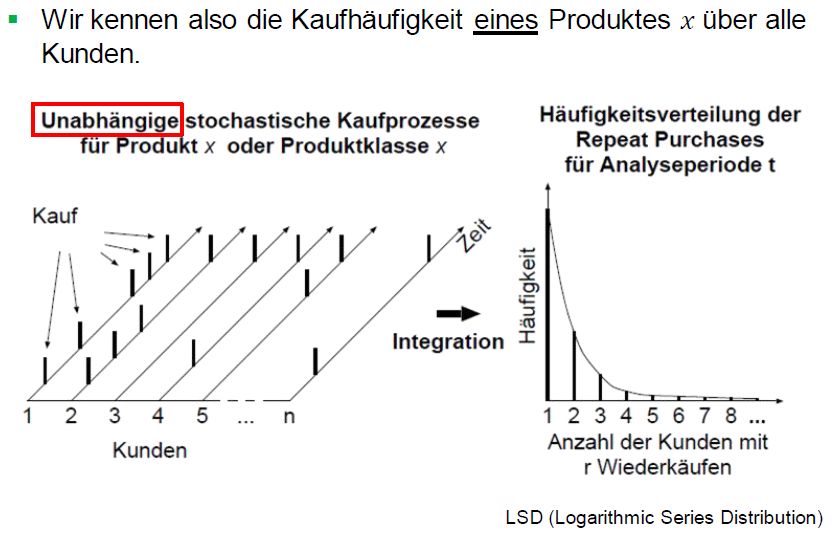 Wir kennen also die Kaufhäufigkeit eines Produktes x über alle
Kunden.
Unabhängige stochastische Kaufprozesse
für Produkt x oder Produktklasse x
Kauf
Zeit
1 2 3 4 5 ... n
Kunden
Integration
Häufigkeitsverteilung der
Repeat Purchases
für Analyseperiode t
Häufigkeit
1 2 3 4 5 6 7 8 ...
Anzahl der Kunden mit
r Wiederkäufen
LSD (Logarithmic Series Distribution)